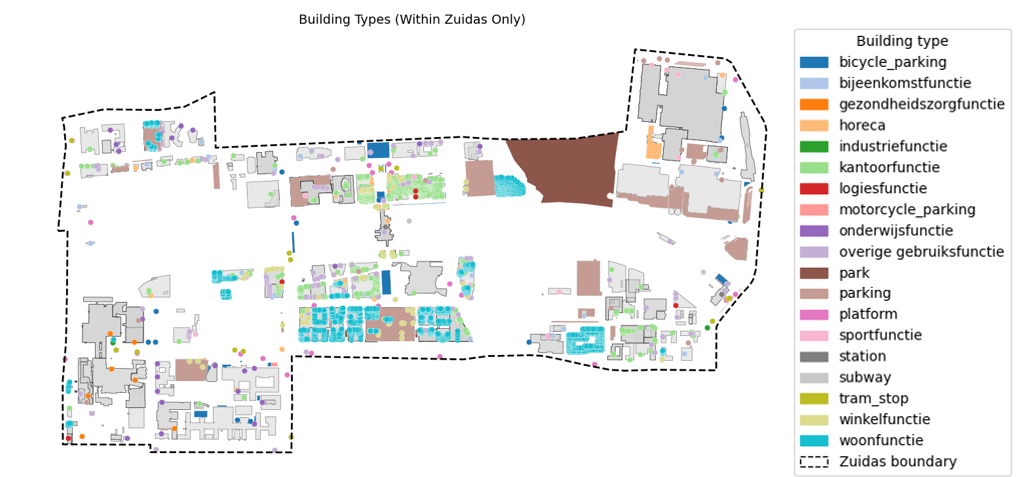 Building Types (Within Zuidas Only)
Building type
bicycle_parking
bijeenkomstfunctie
gezondheidszorgfunctie
horeca
industriefunctie
kantoorfunctie
logiesfunctie
motorcycle_parking
onderwijsfunctie
overige gebruiksfunctie
park
parking
platform
sportfunctie
station
subway
tram_stop
winkelfunctie
woonfunctie
Zuidas boundary